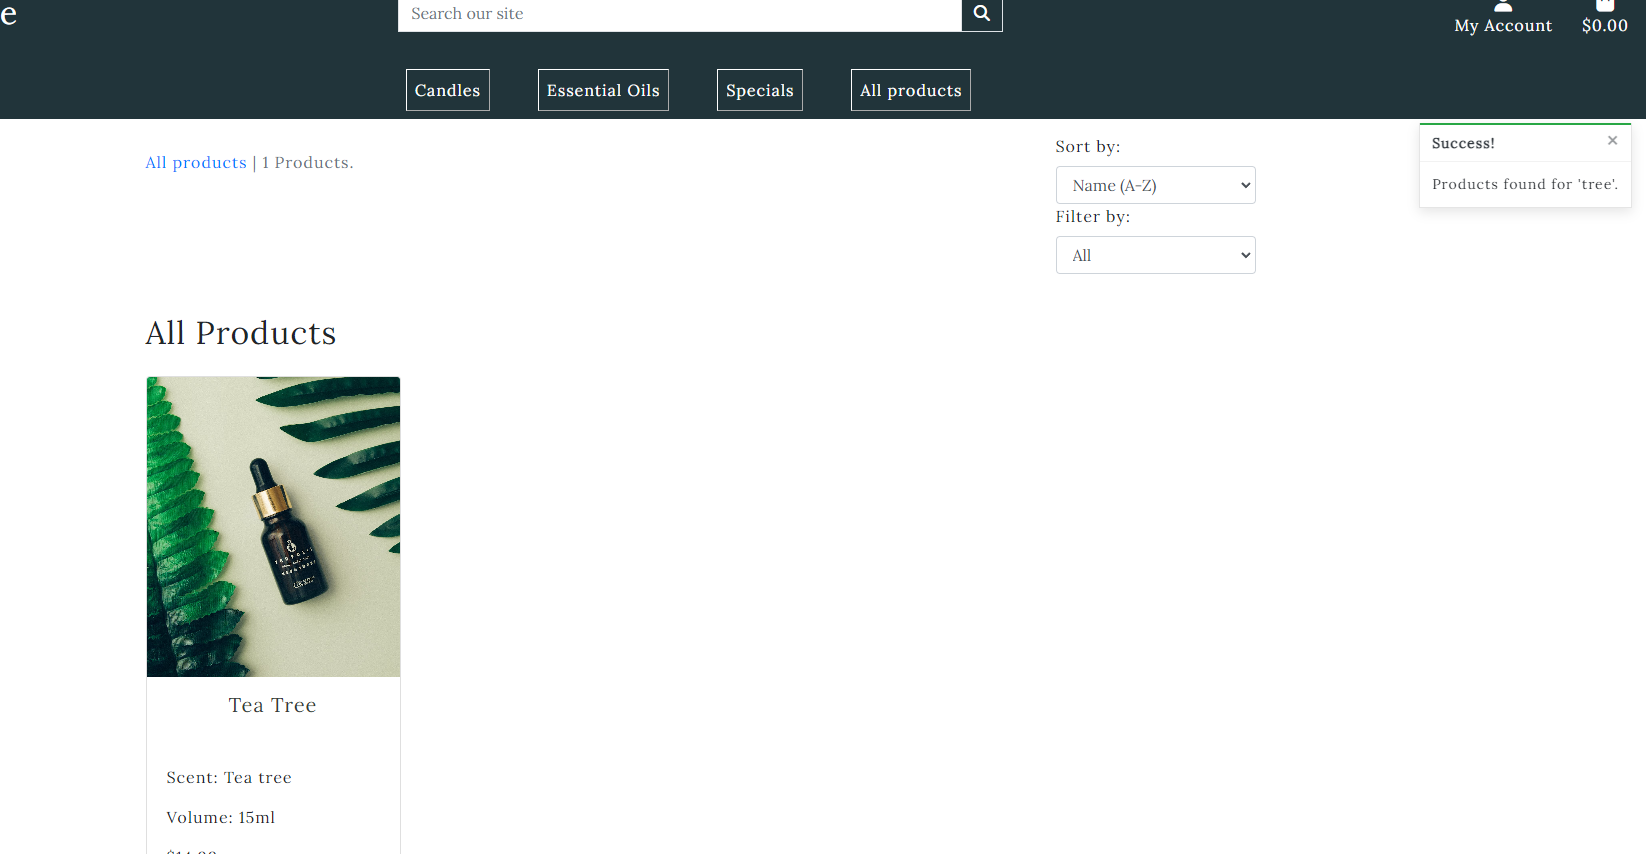 e
Search our site
My Account
$0.00
Candles
Essential Oils
Specials
All products
All products | 1 Products.
Sort by:
Name (A-Z)
Filter by:
All
Success!
×
Products found for 'tree'.
All Products
Tea Tree
Scent: Tea tree
Volume: 15ml